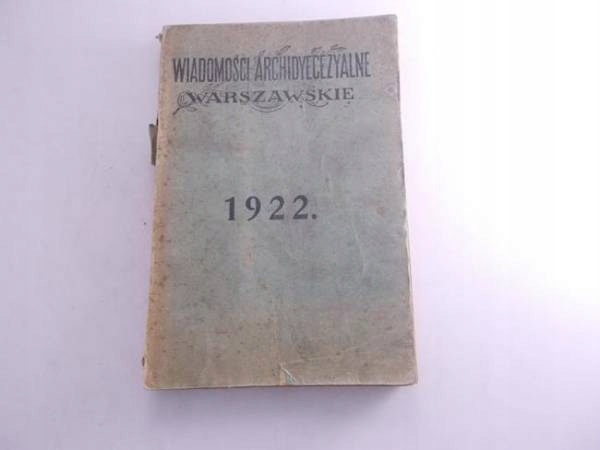 WIADOMOŚCI ARCHIDYECEZYALNE
WARSZAWSKIE
1922.